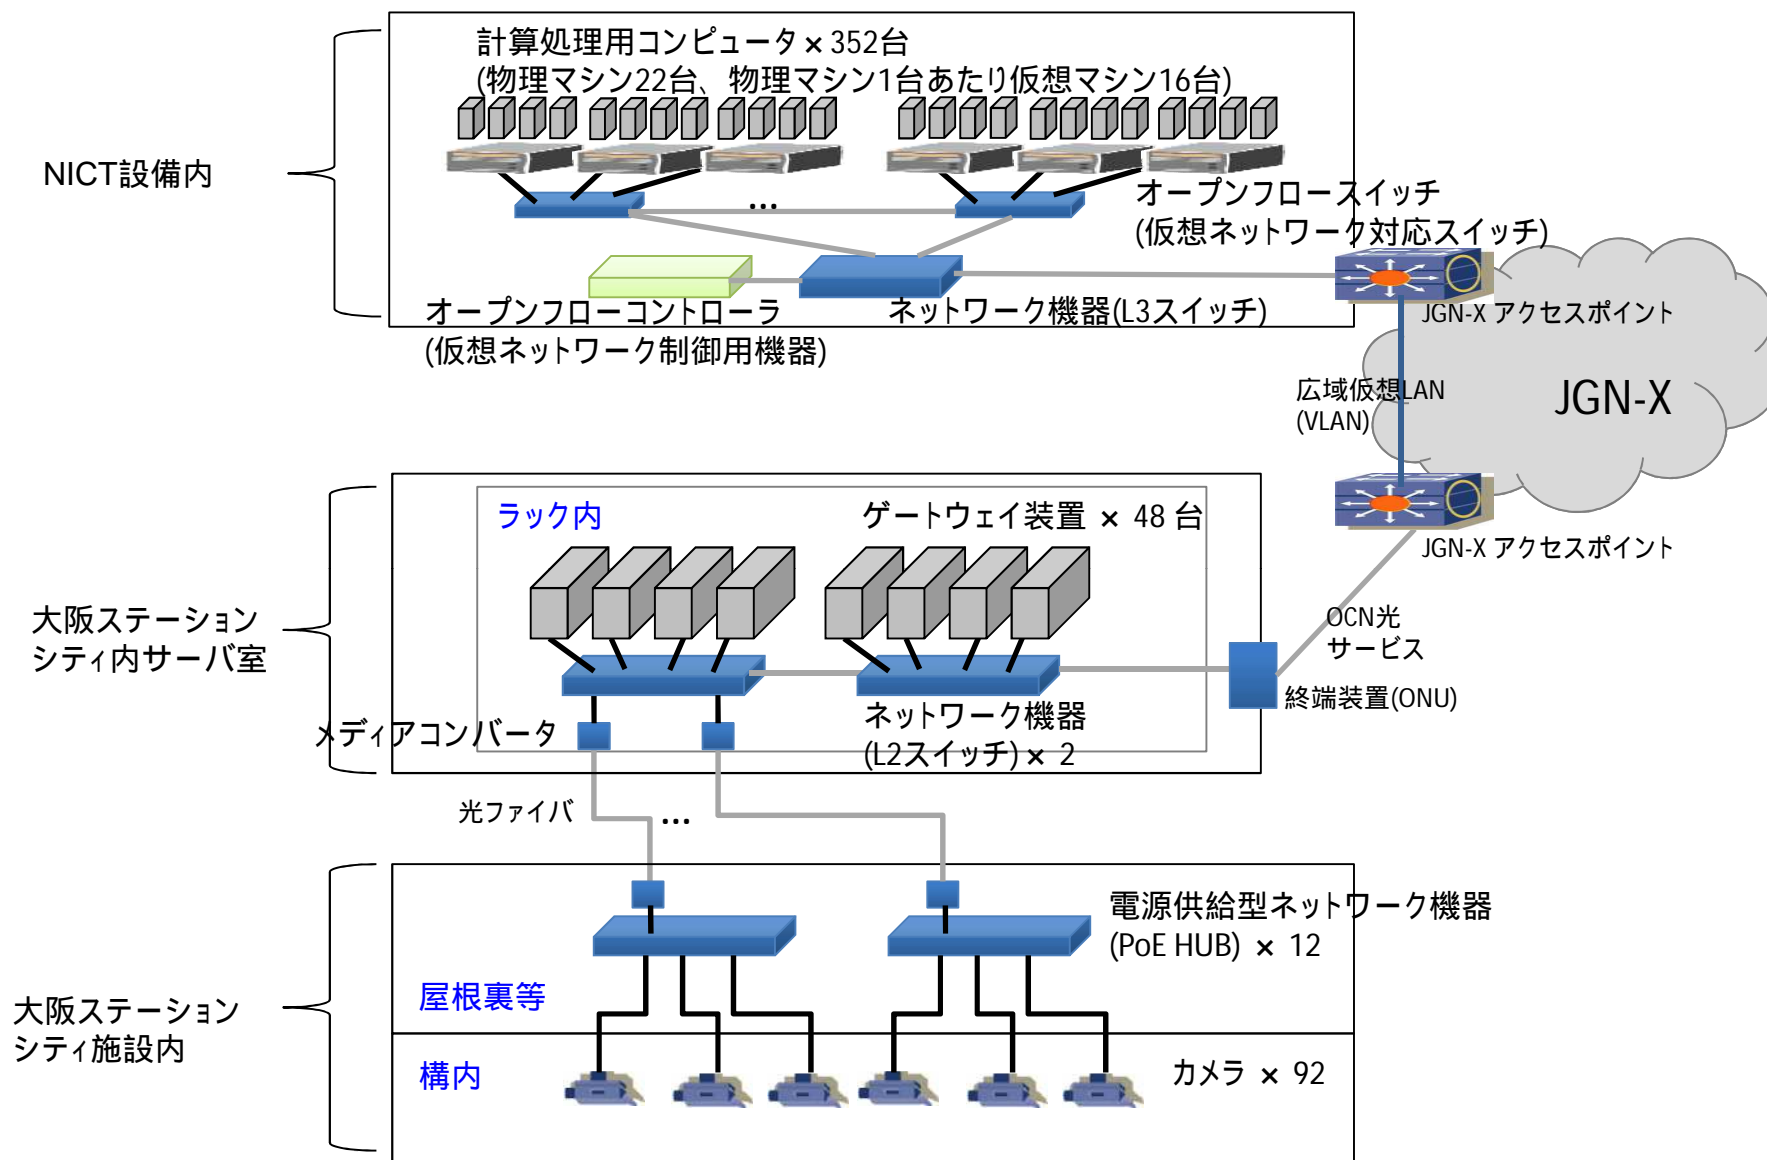 計算処理用コンピュータ×352台
(物理マシン22台、物理マシン1台あたり仮想マシン16台)
NICT設備内
...
オープンフロースイッチ
(仮想ネットワーク対応スイッチ)
オープンフローコントローラ
(仮想ネットワーク制御用機器)
ネットワーク機器(L3スイッチ)
JGN-X アクセスポイント
広域仮想LAN
(VLAN)
JGN-X
ラック内
ゲートウェイ装置 × 48 台
JGN-X アクセスポイント
大阪ステーション
シティ内サーバ室
OCN光
サービス
終端装置(ONU)
メディアコンバータ
ネットワーク機器
(L2スイッチ) × 2
光ファイバ
...
電源供給型ネットワーク機器
(PoE HUB) × 12
屋根裏等
大阪ステーション
シティ施設内
構内
カメラ × 92